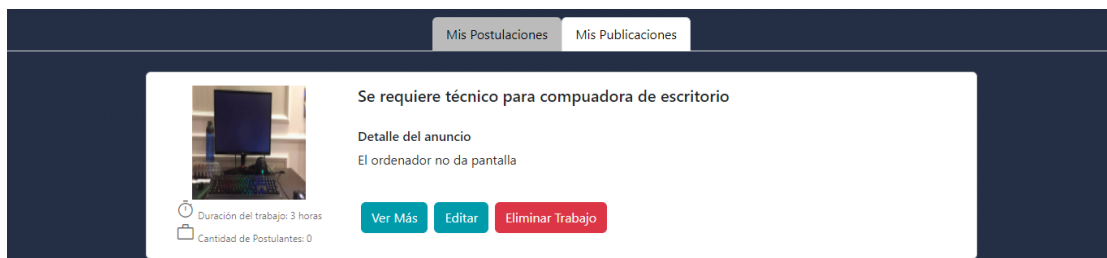 Mis Postulaciones
Mis Publicaciones
Se requiere técnico para compuadora de escritorio
Detalle del anuncio
El ordenador no da pantalla
Duración del trabajo: 3 horas
Cantidad de Postulantes: 0
Ver Más
Editar
Eliminar Trabajo